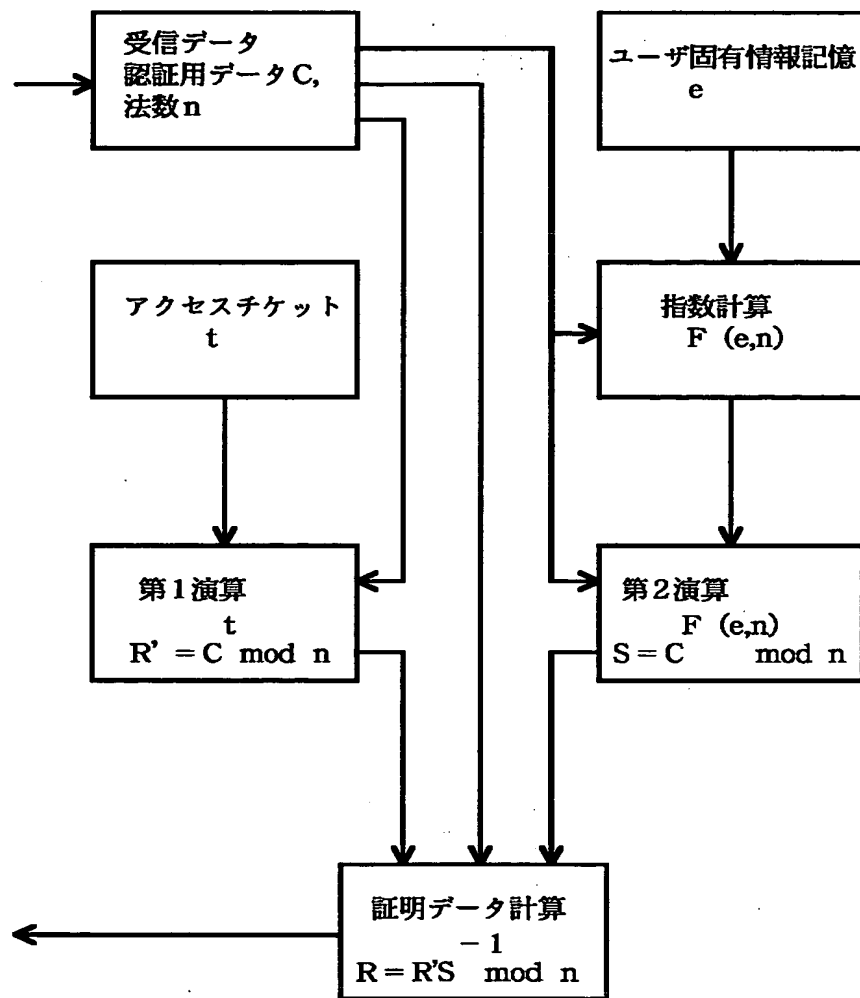 受信データ
認証用データC,
法数n
ユーザ固有情報記憶
e
アクセスチケット
t
指数計算
F (e,n)
第1演算
t
R' = C mod n
第2演算
F (e,n)
S = C mod n
証明データ計算
-1
R = R'S mod n